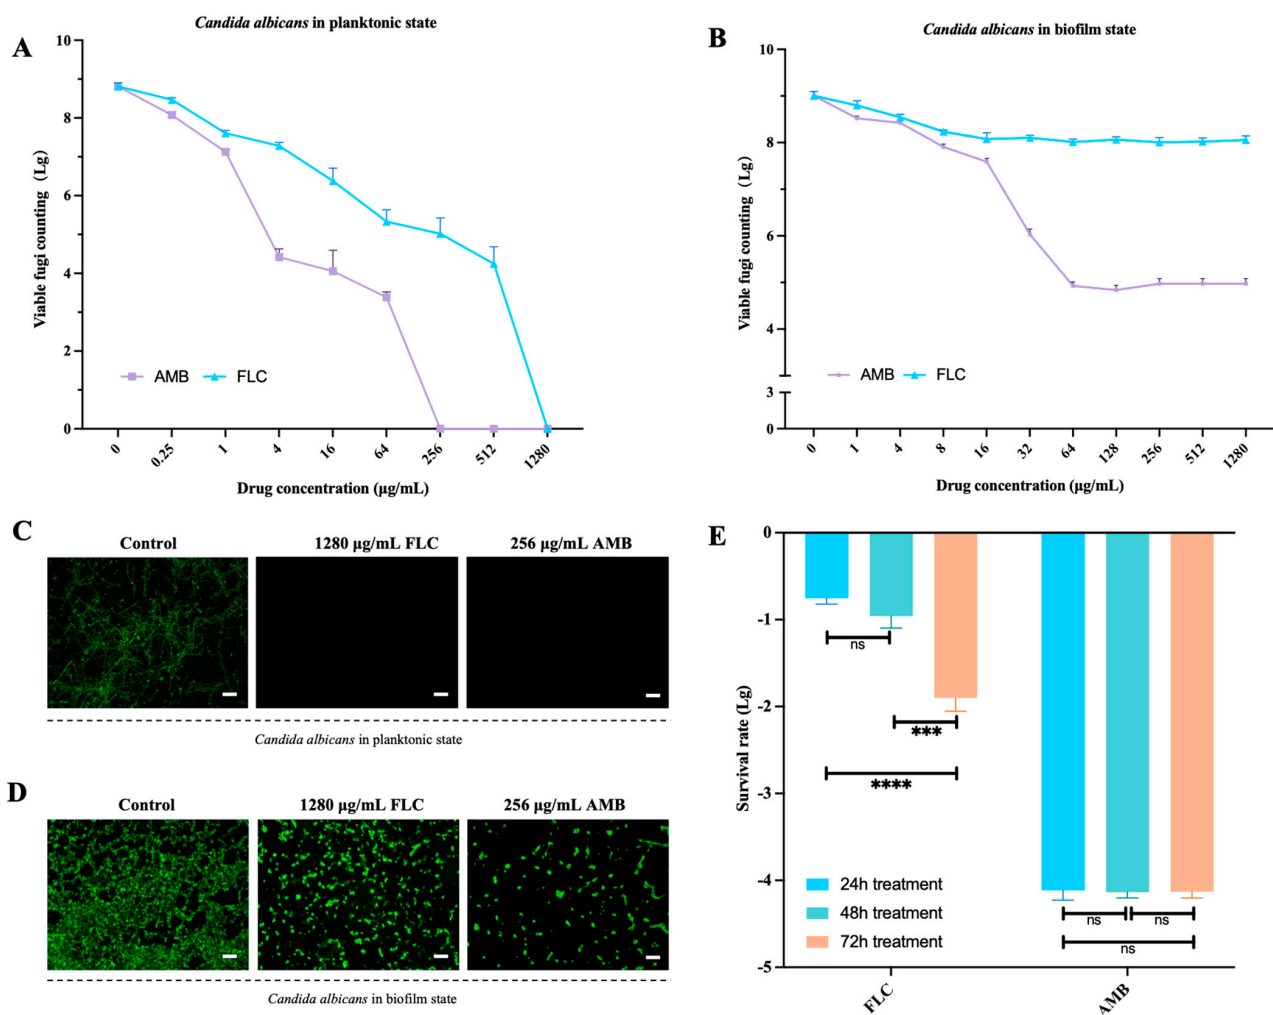 A
Candida albicans in planktonic state
Viable fugi counting (Lg)
10
8
6
4
2
0
AMB
FLC
0
0.25
1
4
16
64
256
512
1280
Drug concentration (μg/mL)
B
Candida albicans in biofilm state
Viable fugi counting (Lg)
10
8
6
4
3
0
AMB
FLC
0
1
4
8
16
32
64
128
256
512
1280
Drug concentration (μg/mL)
C
Control
1280 μg/mL FLC
256 μg/mL AMB
Candida albicans in planktonic state
D
Control
1280 μg/mL FLC
256 μg/mL AMB
Candida albicans in biofilm state
E
Survival rate (Lg)
0
-1
-2
-3
-4
-5
ns
***
****
ns
ns
ns
24h treatment
48h treatment
72h treatment
FLC
AMB